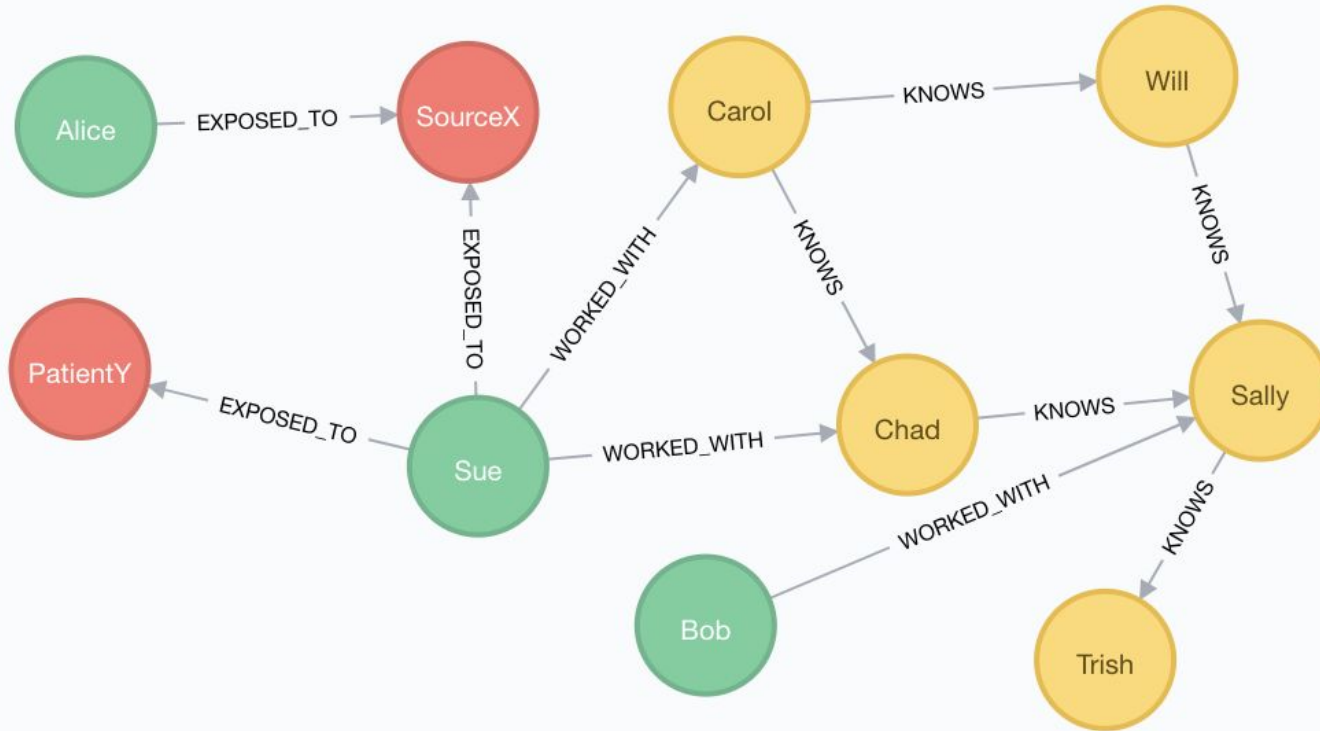 Alice
EXPOSED_TO
SourceX
Carol
KNOWS
Will
EXPOSED_TO
WORKED_WITH
KNOWS
KNOWS
PatientY
EXPOSED_TO
Sue
WORKED_WITH
Chad
KNOWS
Sally
WORKED_WITH
KNOWS
Bob
Trish